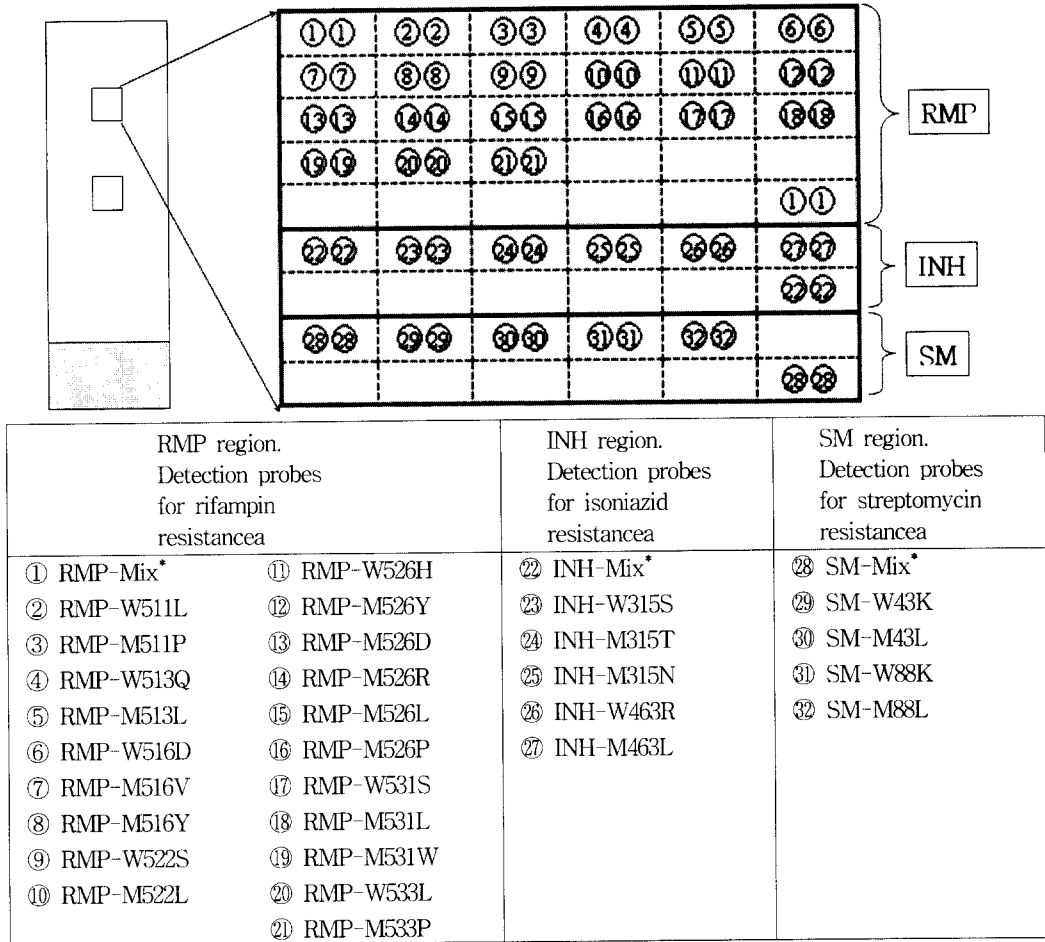 ①① ②② ③③ ④④ ⑤⑤ ⑥⑥
⑦⑦ ⑧⑧ ⑨⑨ ⑩⑩ ⑪⑪ ⑫⑫
⑬⑬ ⑭⑭ ⑮⑮ ⑯⑯ ⑰⑰ ⑱⑱
⑲⑲ ⑳⑳ ㉑㉑
①①
RMP
㉒㉒ ㉓㉓ ㉔㉔ ㉕㉕ ㉖㉖ ㉗㉗
㉒㉒
INH
㉘㉘ ㉙㉙ ㉚㉚ ㉛㉛ ㉜㉜
㉘㉘
SM
RMP region.
Detection probes
for rifampin
resistancea
① RMP-Mix*
② RMP-W511L
③ RMP-M511P
④ RMP-W513Q
⑤ RMP-M513L
⑥ RMP-W516D
⑦ RMP-M516V
⑧ RMP-M516Y
⑨ RMP-W522S
⑩ RMP-M522L
⑪ RMP-W526H
⑫ RMP-M526Y
⑬ RMP-M526D
⑭ RMP-M526R
⑮ RMP-M526L
⑯ RMP-M526P
⑰ RMP-W531S
⑱ RMP-M531L
⑲ RMP-M531W
⑳ RMP-W533L
㉑ RMP-M533P
INH region.
Detection probes
for isoniazid
resistancea
㉒ INH-Mix*
㉓ INH-W315S
㉔ INH-M315T
㉕ INH-M315N
㉖ INH-W463R
㉗ INH-M463L
SM region.
Detection probes
for streptomycin
resistancea
㉘ SM-Mix*
㉙ SM-W43K
㉚ SM-M43L
㉛ SM-W88K
㉜ SM-M88L